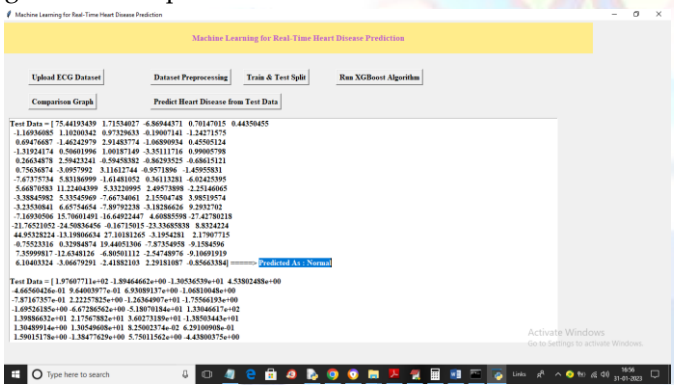 Machine Learning for Real-Time Heart Disease Prediction
Machine Learning for Real-Time Heart Disease Prediction
Upload ECG Dataset Dataset Preprocessing Train & Test Split Run XGBoost Algorithm
Comparison Graph Predict Heart Disease from Test Data
Test Data = [ 75.44193439 1.71534027 -6.86944371 0.70147015 0.44350455
-1.16936085 1.10200342 0.97329633 -0.19007141 -1.24271575
0.69476687 -1.46242979 2.91483774 -1.06890934 0.45505124
-1.31924174 0.50601996 1.00187149 -3.35111716 0.99005798
0.26634878 2.59423241 -0.59458382 -0.86293525 -0.68615121
0.75636874 -3.0957992 3.11612744 -0.9571896 -1.45955831
-7.67375734 5.83186999 -1.61481052 0.36113281 -6.02425395
5.66870583 11.22404399 5.33220995 2.49573898 -2.25146065
-3.38845982 5.33545969 -7.66734061 2.15504748 3.98519574
-3.23530841 6.65754654 -7.89792238 -3.18286626 9.2932702
-7.16930506 15.70601491 -16.64922447 4.60885598 -27.42780218
-21.76521052 -24.50836456 -0.16715315 -23.33685838 8.8324224
44.95328224 -13.19806634 27.10181265 -3.1954281 2.17907715
-0.75523316 0.32984874 19.44051306 -7.87354958 -9.1584596
7.35999817 -12.6348126 -6.80501112 -2.54748976 -9.10691919
6.10403324 -3.06679291 -2.41882103 2.29181087 -0.85663384] =====> Predicted As : Normal
Test Data = [ 1.97607711e+02 -1.89464662e+00 -1.30536539e+01 4.53802488e+00
-4.66560426e-01 9.64003977e-01 6.93089137e+00 -1.06810048e+00
-7.87167357e-01 2.22257825e+00 -1.26364907e+01 -1.75566193e+00
-1.69526185e+00 -6.67286562e+00 -5.18070184e+01 1.33046617e+02
1.39886632e+01 2.17567882e+01 3.60273189e+01 -1.38503443e+01
1.30489914e+00 1.30549608e+01 8.25002374e-02 6.29100908e-01
1.59015178e+00 -1.38477629e+00 5.75011562e+00 -4.43800375e+00
Activate Windows
Go to Settings to activate Windows.
Type here to search
Links
16:56
31-01-2023